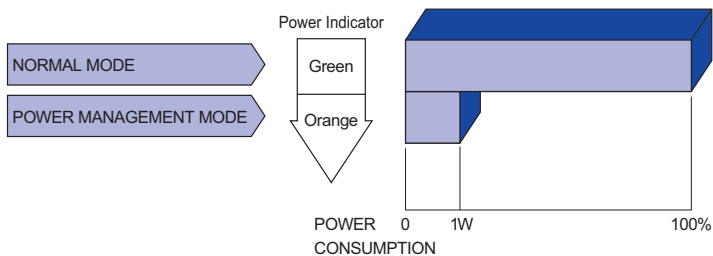 Power Indicator
NORMAL MODE
Green
POWER MANAGEMENT MODE
Orange
POWER CONSUMPTION
0
1W
100%